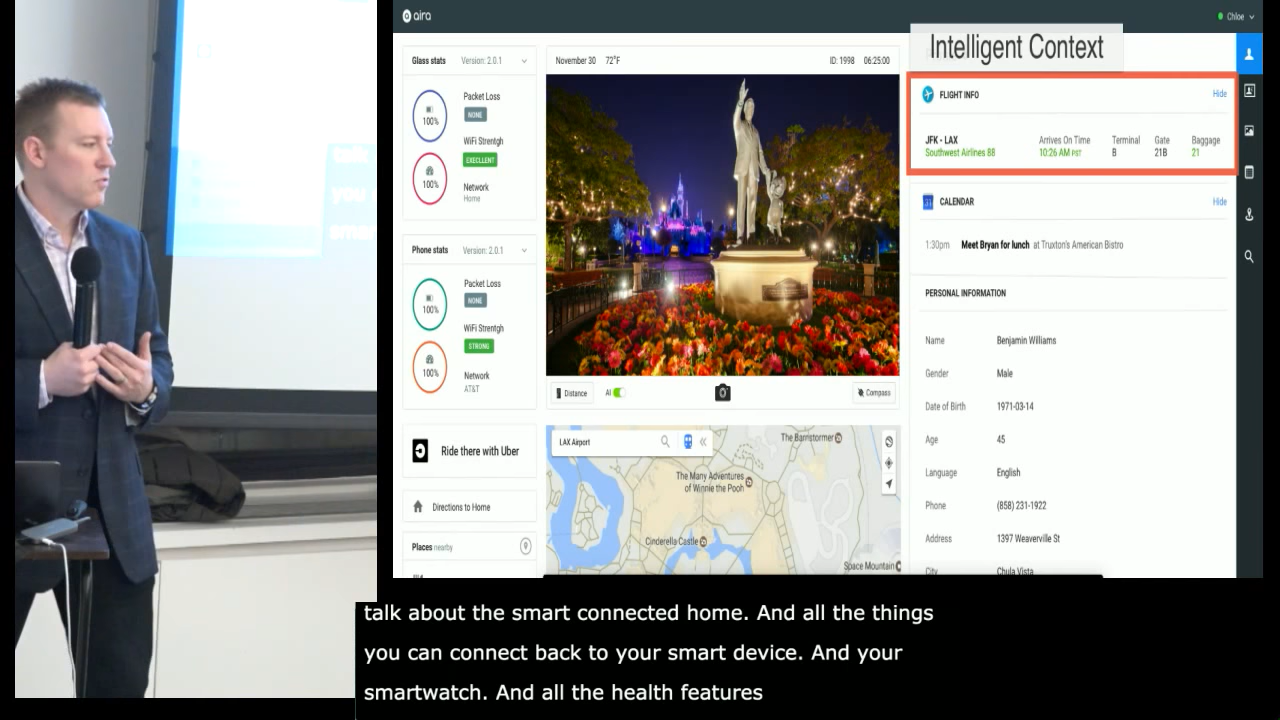 aira
Chloe
Glass stats Version: 2.0.1
100%
Packet Loss
NONE
WiFi Strentgh
EXECLLENT
100%
Network
Home
Phone stats Version: 2.0.1
100%
Packet Loss
NONE
WiFi Strentgh
STRONG
100%
Network
AT&T
Ride there with Uber
Directions to Home
Places nearby
November 30 72°F ID: 1998 06:25:00
Distance AI Compass
LAX Airport
The Barnstormer
The Many Adventures
of Winnie the Pooh
Cinderella Castle
Space Mountain
Intelligent Context
FLIGHT INFO Hide
JFK - LAX Arrives On Time Terminal Gate Baggage
Southwest Airlines 88 10:26 AM PST B 21B 21
CALENDAR Hide
1:30pm Meet Bryan for lunch at Truxton's American Bistro
PERSONAL INFORMATION
Name Benjamin Williams
Gender Male
Date of Birth 1971-03-14
Age 45
Language English
Phone (858) 231-1922
Address 1397 Weaverville St
City Chula Vista
talk about the smart connected home. And all the things
you can connect back to your smart device. And your
smartwatch. And all the health features